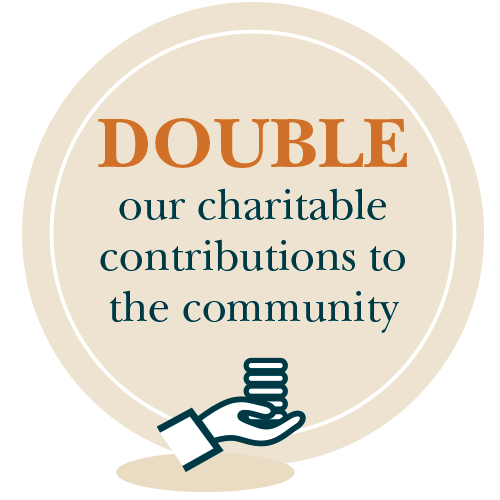 DOUBLE
our charitable
contributions to
the community